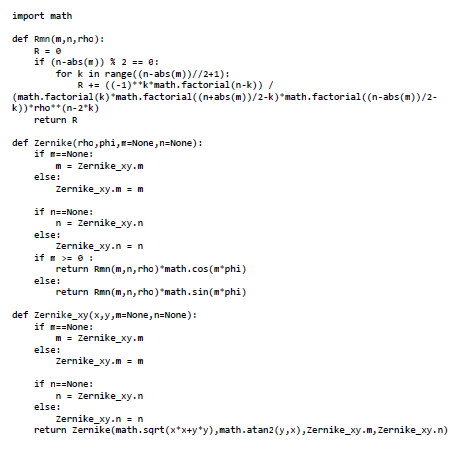 import math
def Rmn(m,n,rho):
    R = 0
    if (n-abs(m)) % 2 == 0:
        for k in range((n-abs(m))//2+1):
            R += ((-1)**k*math.factorial(n-k)) /
(math.factorial(k)*math.factorial((n+abs(m))/2-k)*math.factorial((n-abs(m))/2-
k))*rho**(n-2*k)
    return R
def Zernike(rho,phi,m=None,n=None):
    if m==None:
        m = Zernike_xy.m
    else:
        Zernike_xy.m = m
    if n==None:
        n = Zernike_xy.n
    else:
        Zernike_xy.n = n
    if m >= 0 :
        return Rmn(m,n,rho)*math.cos(m*phi)
    else:
        return Rmn(m,n,rho)*math.sin(m*phi)
def Zernike_xy(x,y,m=None,n=None):
    if m==None:
        m = Zernike_xy.m
    else:
        Zernike_xy.m = m
    if n==None:
        n = Zernike_xy.n
    else:
        Zernike_xy.n = n
    return Zernike(math.sqrt(x*x+y*y),math.atan2(y,x),Zernike_xy.m,Zernike_xy.n)